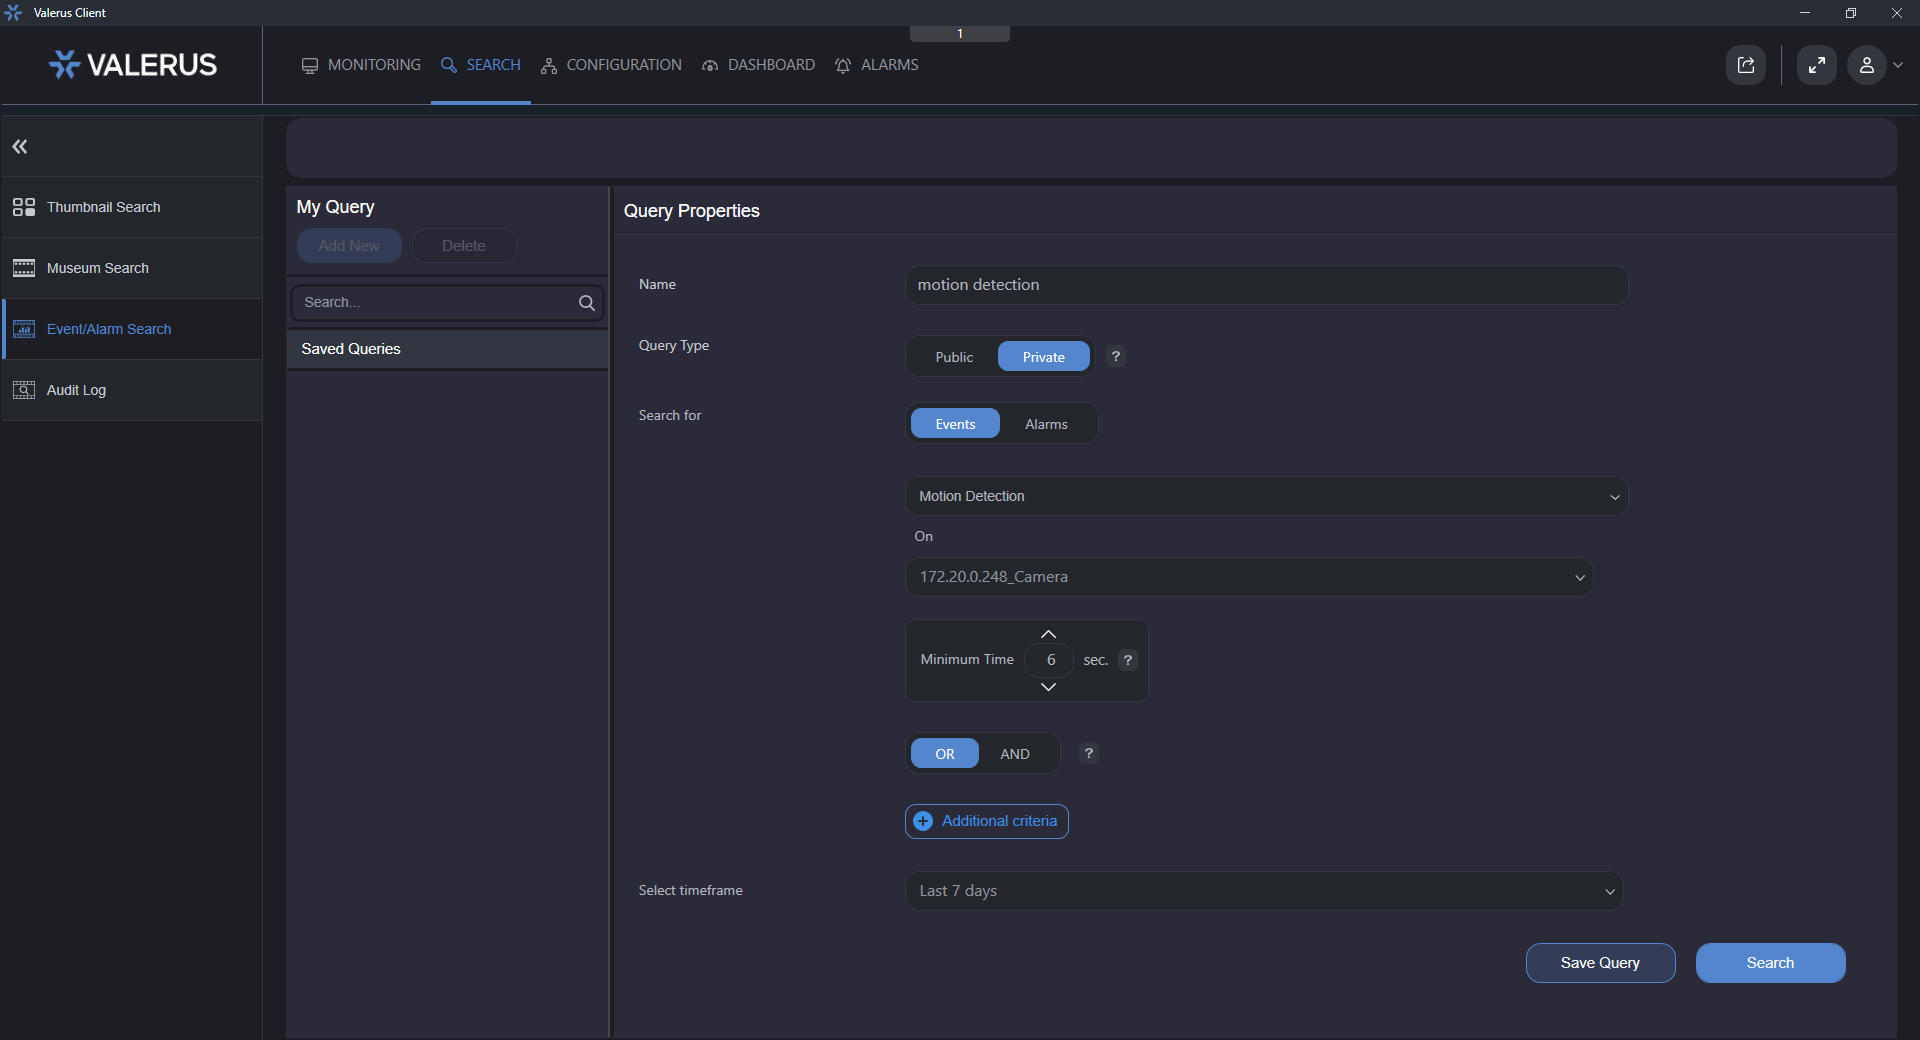 Valerus Client
1
VALERUS
MONITORING
SEARCH
CONFIGURATION
DASHBOARD
ALARMS
Thumbnail Search
Museum Search
Event/Alarm Search
Audit Log
My Query
Add New
Delete
Search...
Saved Queries
Query Properties
Name
motion detection
Query Type
Public
Private
?
Search for
Events
Alarms
Motion Detection
On
172.20.0.248_Camera
Minimum Time
6
sec.
?
OR
AND
?
Additional criteria
Select timeframe
Last 7 days
Save Query
Search